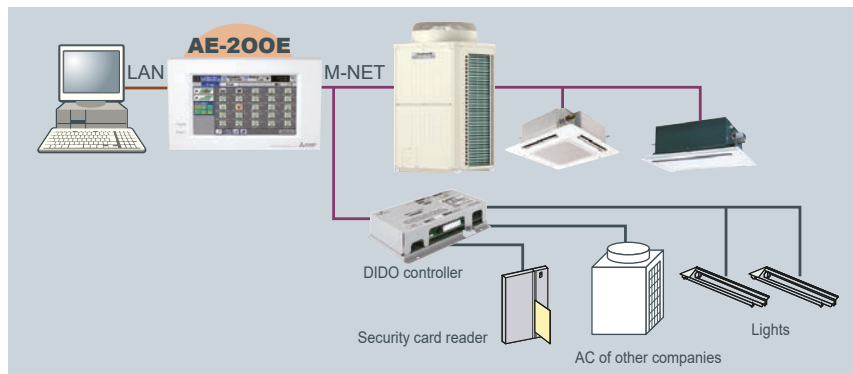 AE-200E
LAN
M-NET
DIDO controller
Security card reader
AC of other companies
Lights